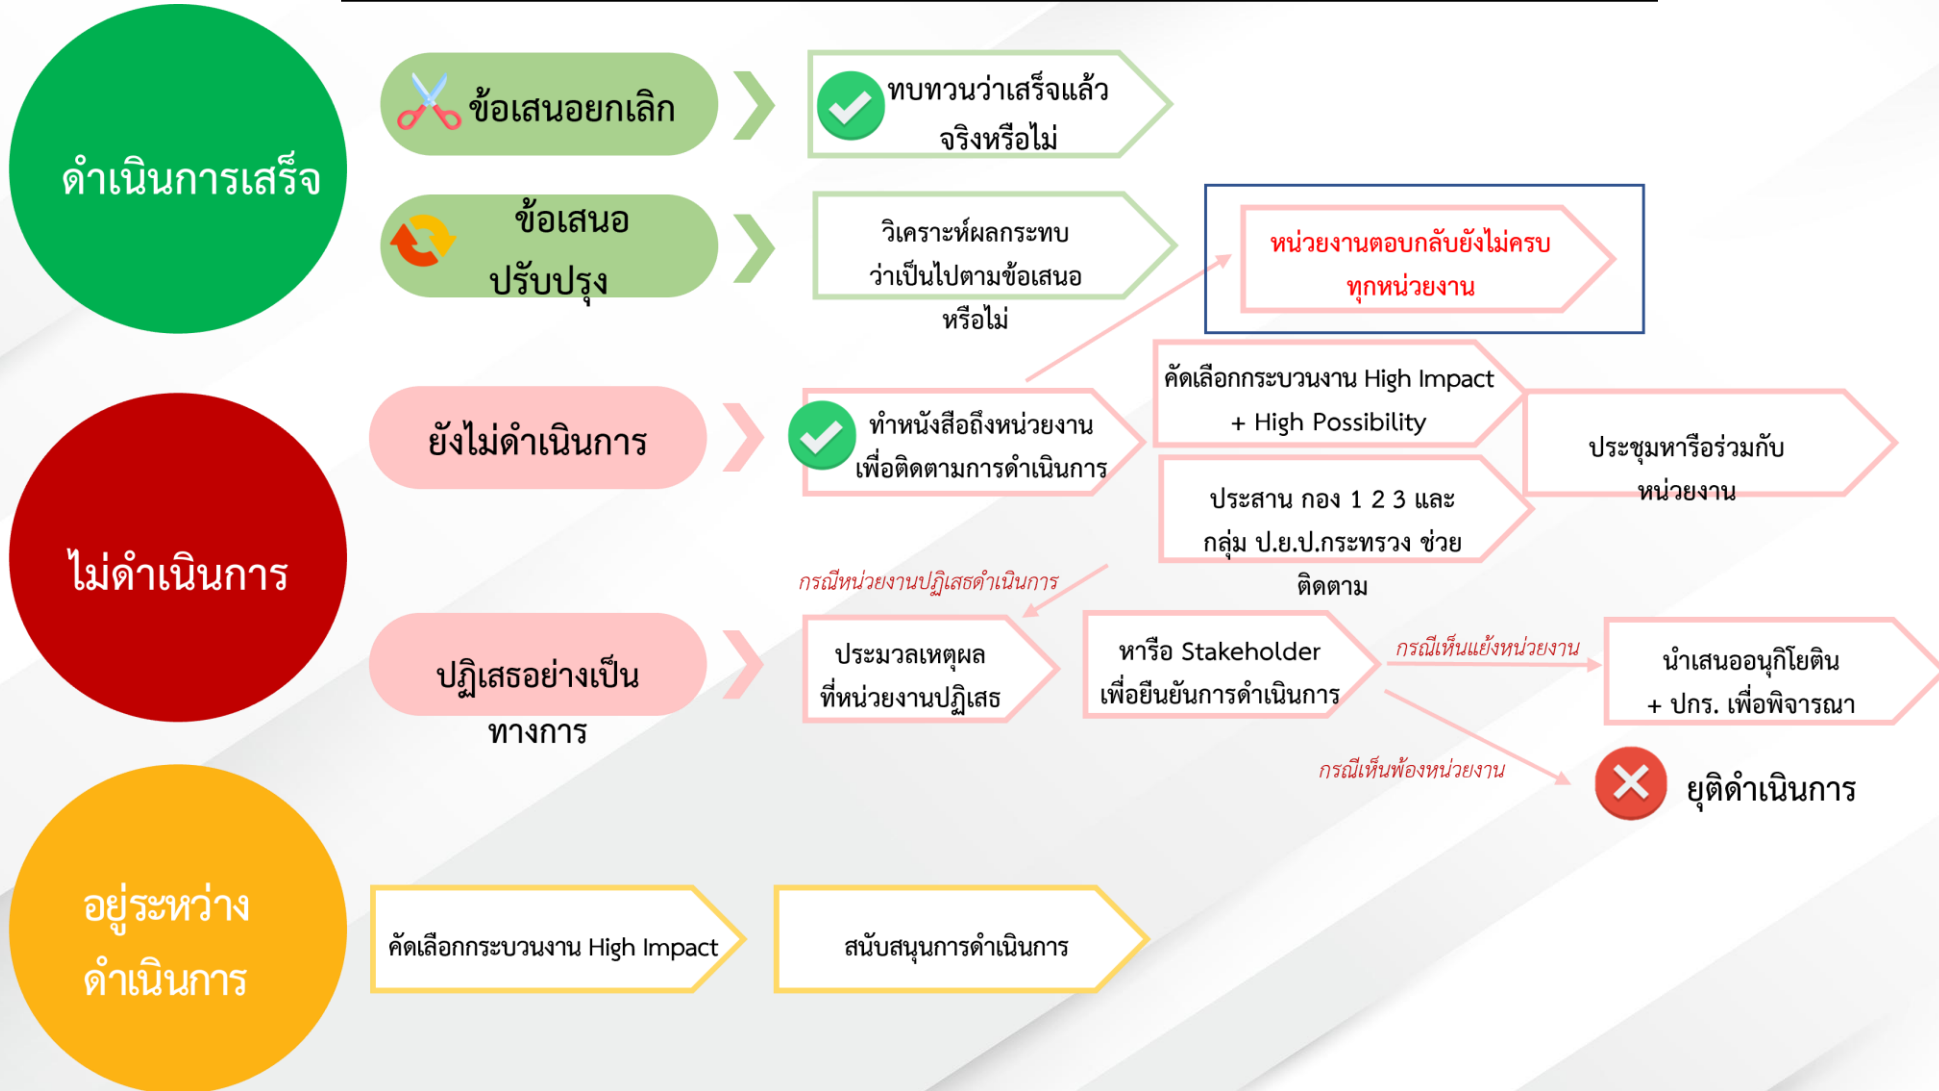 ดำเนินการเสร็จ
ข้อเสนอยกเลิก
ทบทวนว่าเสร็จแล้ว
จริงหรือไม่
ข้อเสนอ
ปรับปรุง
วิเคราะห์ผลกระทบ
ว่าเป็นไปตามข้อเสนอ
หรือไม่
หน่วยงานตอบกลับยังไม่ครบ
ทุกหน่วยงาน
ไม่ดำเนินการ
ยังไม่ดำเนินการ
ทำหนังสือถึงหน่วยงาน
เพื่อติดตามการดำเนินการ
คัดเลือกกระบวนงาน High Impact
+ High Possibility
ประสาน กอง 1 2 3 และ
กลุ่ม ป.ย.ป.กระทรวง ช่วย
ติดตาม
ประชุมหารือร่วมกับ
หน่วยงาน
กรณีหน่วยงานปฏิเสธดำเนินการ
ปฏิเสธอย่างเป็น
ทางการ
ประมวลเหตุผล
ที่หน่วยงานปฏิเสธ
หารือ Stakeholder
เพื่อยืนยันการดำเนินการ
กรณีเห็นแย้งหน่วยงาน
นำเสนออนุกิโยติน
+ ปกร. เพื่อพิจารณา
กรณีเห็นพ้องหน่วยงาน
ยุติดำเนินการ
อยู่ระหว่าง
ดำเนินการ
คัดเลือกกระบวนงาน High Impact
สนับสนุนการดำเนินการ